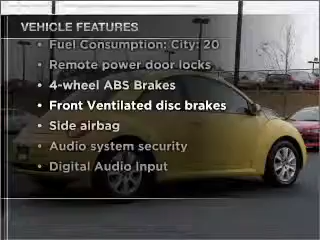 VEHICLE FEATURES
• Fuel Consumption: City: 20
• Remote power door locks
• 4-wheel ABS Brakes
• Front Ventilated disc brakes
• Side airbag
• Audio system security
• Digital Audio Input